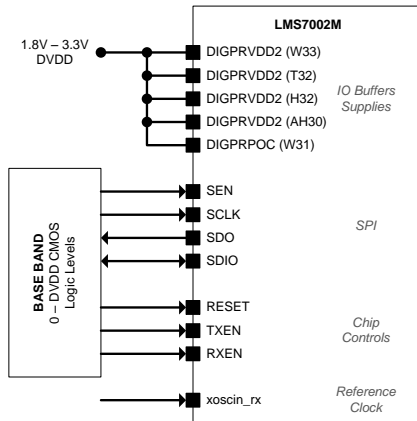 LMS7002M
1.8V – 3.3V
DVDD
DIGPRVDD2 (W33)
DIGPRVDD2 (T32)
DIGPRVDD2 (H32)
DIGPRVDD2 (AH30)
DIGPRPOC (W31)
IO Buffers
Supplies
BASE BAND
0 – DVDD CMOS
Logic Levels
SEN
SCLK
SDO
SDIO
SPI
RESET
TXEN
RXEN
Chip
Controls
xoscin_rx
Reference
Clock